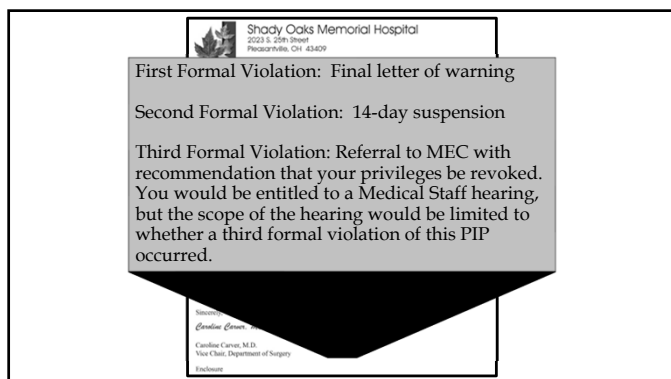 Shady Oaks Memorial Hospital
2023 S. 25th Street
Pleasantville, OH 43409
First Formal Violation: Final letter of warning
Second Formal Violation: 14-day suspension
Third Formal Violation: Referral to MEC with
recommendation that your privileges be revoked.
You would be entitled to a Medical Staff hearing,
but the scope of the hearing would be limited to
whether a third formal violation of this PIP
occurred.
Sincerely,
Caroline Carver,
Caroline Carver, M.D.
Vice Chair, Department of Surgery
Enclosure